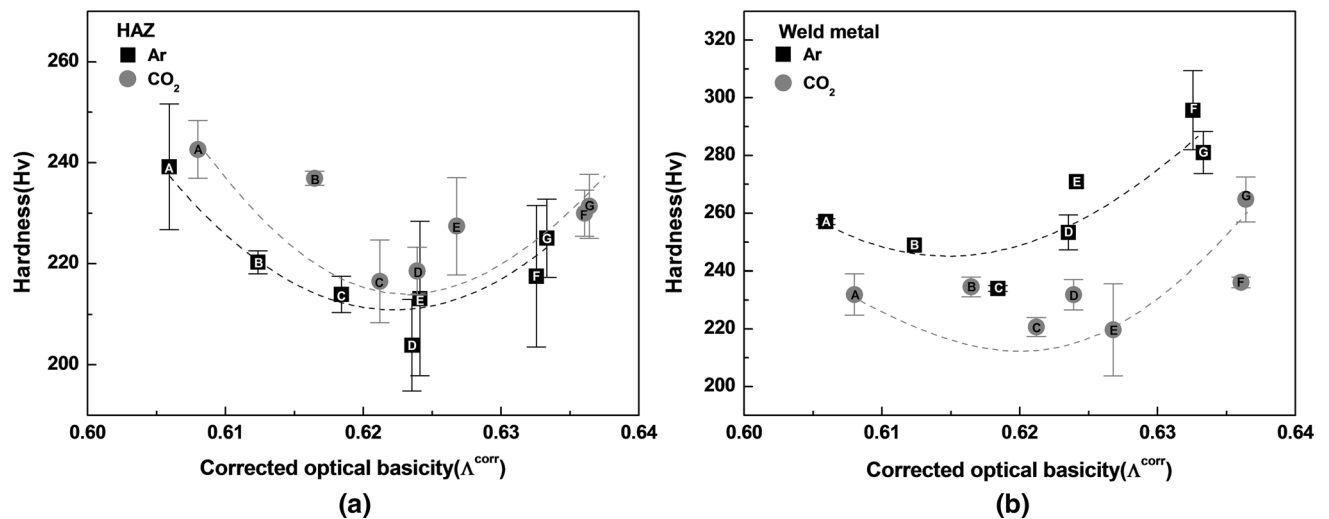 HAZ
Ar
CO₂
260
240
220
200
Hardness(Hv)
A
B
C
D
E
F
G
A
B
C
D
E
F
G
0.60 0.61 0.62 0.63 0.64
Corrected optical basicity(Λ^corr)
(a)
Weld metal
Ar
CO₂
320
300
280
260
240
220
200
Hardness(Hv)
A
B
C
D
E
F
G
A
B
C
D
E
F
G
0.60 0.61 0.62 0.63 0.64
Corrected optical basicity(Λ^corr)
(b)